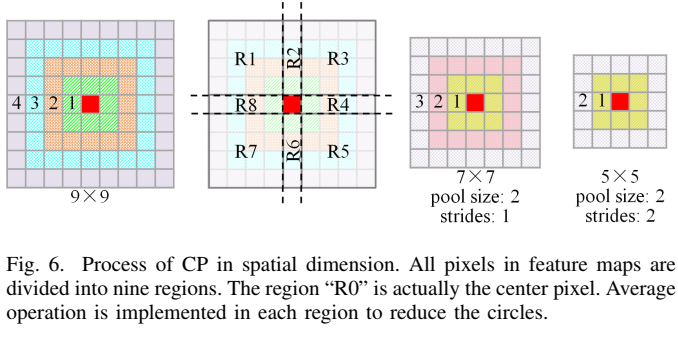 R1 R2 R3
4 3 2 1 R8 R4 3 2 1 2 1
R7 R6 R5
9×9
7×7
pool size: 2
strides: 1
5×5
pool size: 2
strides: 2
Fig. 6. Process of CP in spatial dimension. All pixels in feature maps are
divided into nine regions. The region “R0” is actually the center pixel. Average
operation is implemented in each region to reduce the circles.